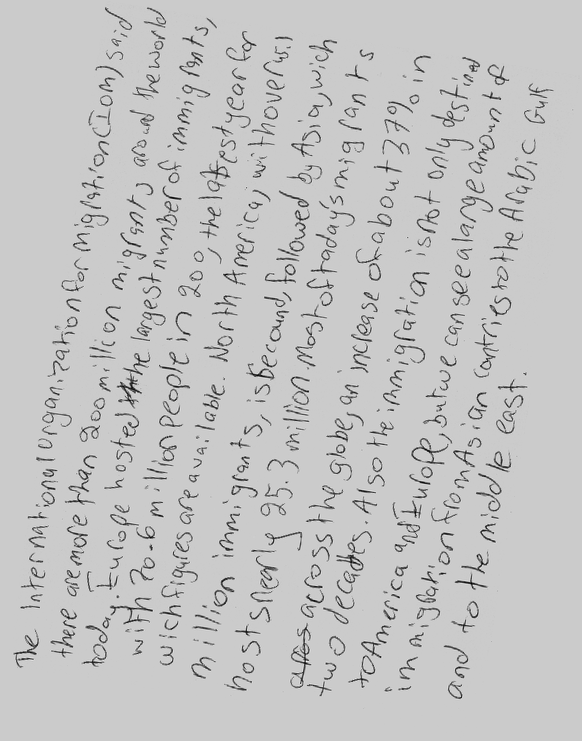 The International Organization for Migration (IOM) said
there are more than 200 million migrants around the world
today. Europe hosted the largest number of immigrants,
with 70.6 million people in 200, the latest year for
wich figures are available. North America, with over 45.1
million immigrants, is second, followed by Asia, wich
hosts nearly 25.3 million. Most of today's migrants
across the globe, an increase of about 37% in
two decades. Also the immigration is not only destined
to America and Europe, but we can see a large amount of
immigration from Asian contries to the Arabic Gulf
and to the middle east.